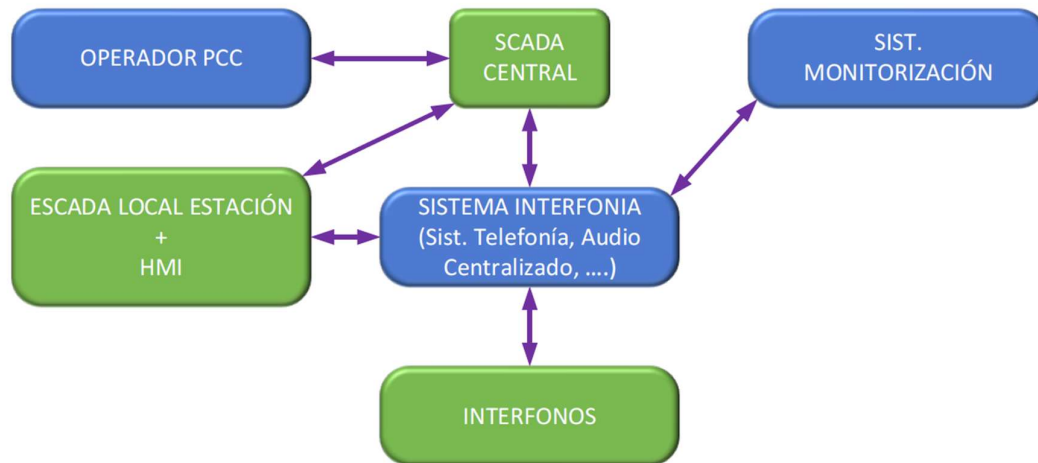 OPERADOR PCC
SCADA
CENTRAL
SIST.
MONITORIZACIÓN
ESCADA LOCAL ESTACIÓN
+
HMI
SISTEMA INTERFONIA
(Sist. Telefonía, Audio
Centralizado, ....)
INTERFONOS